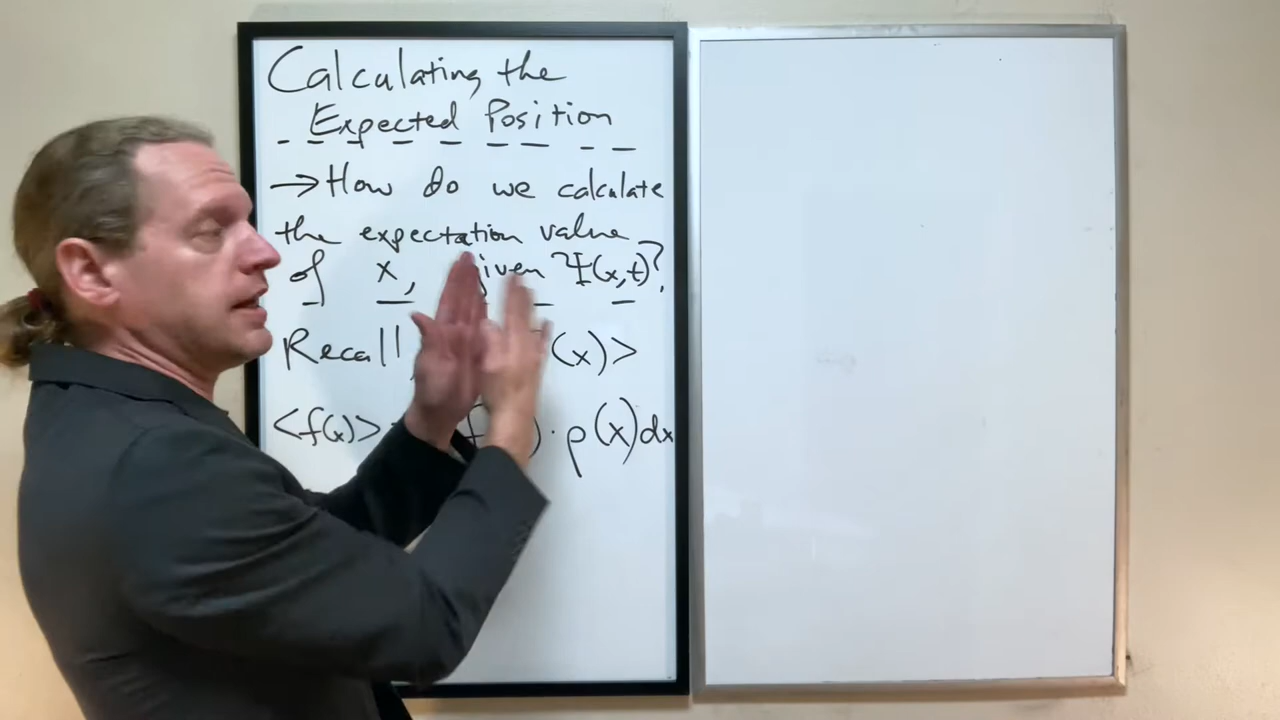 Calculating the
Expected Position
→ How do we calculate
the expectation value
of x, given Ψ(x,t)?
Recall, (x)>
<f(x)> f( ) · ρ(x)dx